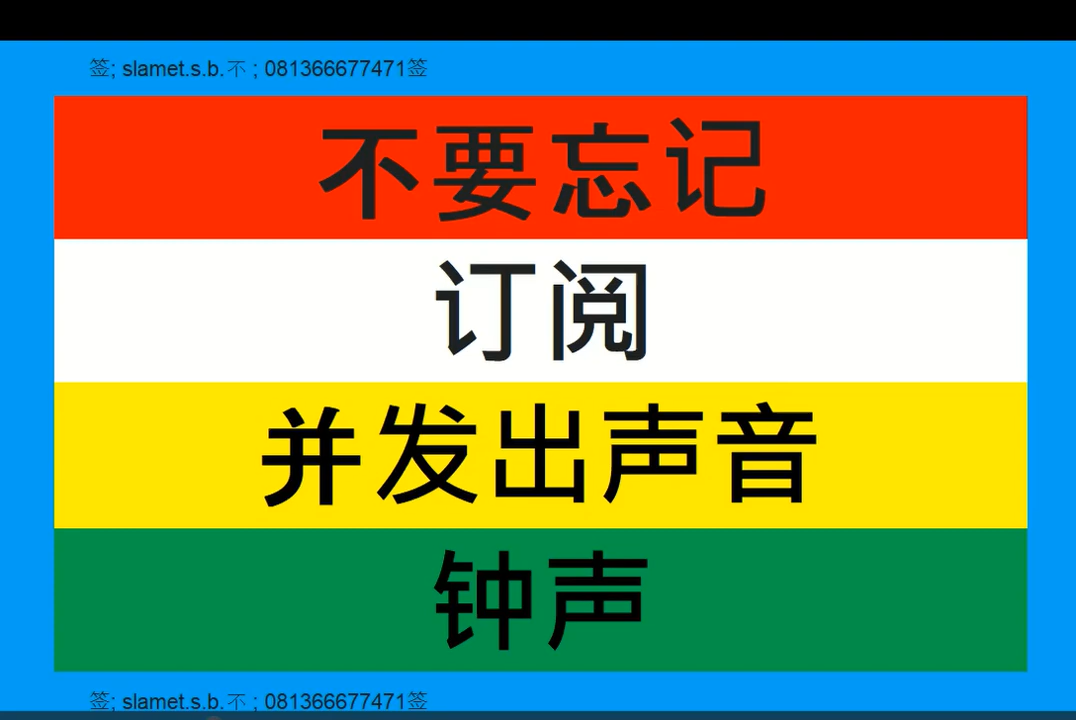 签; slamet.s.b.不 ; 081366677471签
不要忘记
订阅
并发出声音
钟声
签; slamet.s.b.不 ; 081366677471签